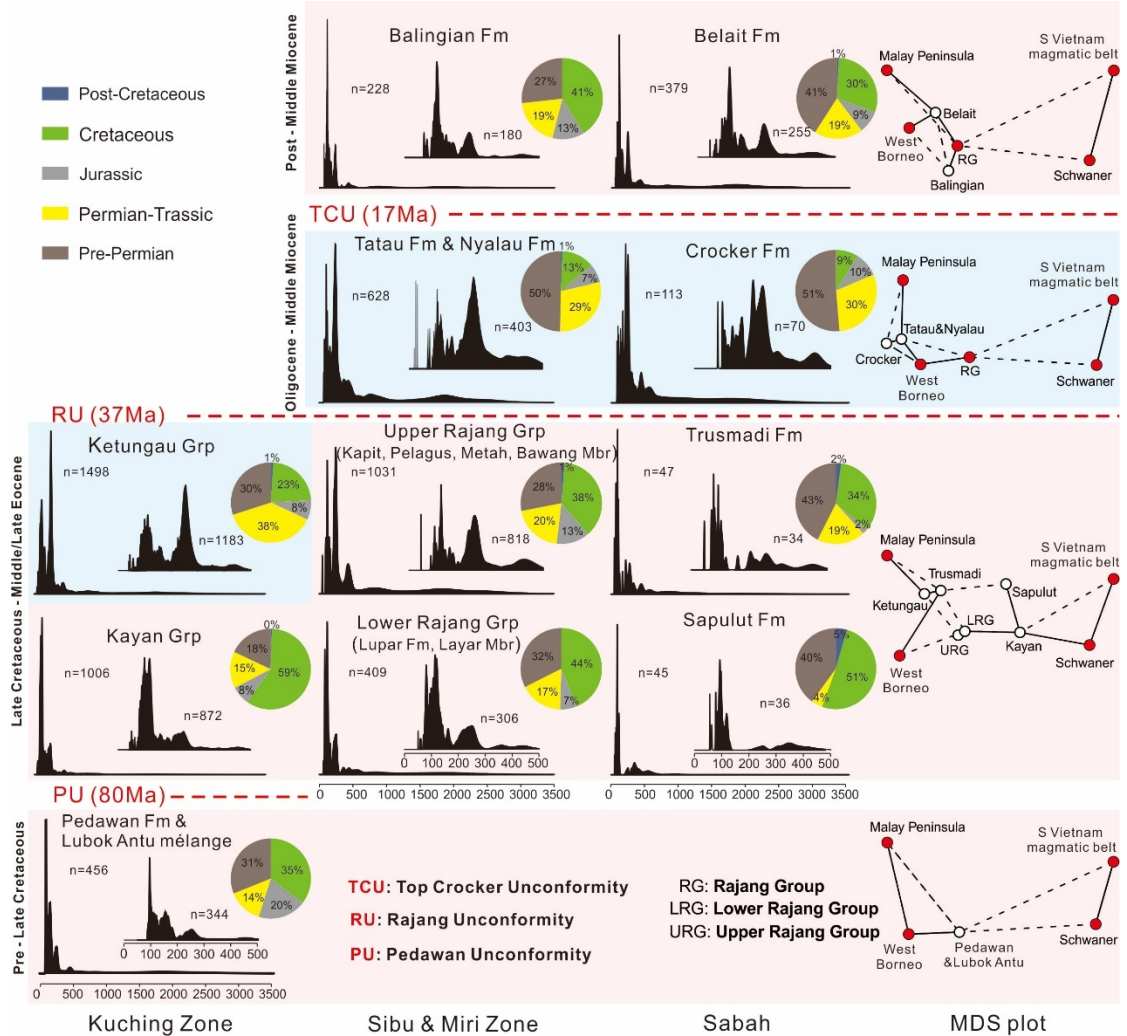 Post-Cretaceous
Cretaceous
Jurassic
Permian-Trassic
Pre-Permian
Post - Middle Miocene
Balingian Fm
n=228
n=180
27%
41%
19%
13%
Belait Fm
n=379
n=255
1%
30%
41%
9%
19%
Malay Peninsula
S Vietnam
magmatic belt
Belait
West
Borneo
RG
Balingian
Schwaner
TCU (17Ma)
Oligocene - Middle Miocene
Tatau Fm & Nyalau Fm
n=628
n=403
1%
13%
7%
50%
29%
Crocker Fm
n=113
n=70
9%
10%
51%
30%
Malay Peninsula
S Vietnam
magmatic belt
Tatau&Nyalau
Crocker
West
Borneo
RG
Schwaner
RU (37Ma)
Late Cretaceous - Middle/Late Eocene
Ketungau Grp
n=1498
n=1183
1%
23%
30%
8%
38%
Upper Rajang Grp
(Kapit, Pelagus, Metah, Bawang Mbr)
n=1031
n=818
1%
28%
38%
20%
13%
Trusmadi Fm
n=47
n=34
2%
34%
43%
2%
19%
Kayan Grp
n=1006
n=872
0%
18%
15%
59%
8%
Lower Rajang Grp
(Lupar Fm, Layar Mbr)
n=409
n=306
32%
44%
17%
7%
0 100 200 300 400 500
Sapulut Fm
n=45
n=36
5%
40%
51%
4%
0 100 200 300 400 500
Malay Peninsula
S Vietnam
magmatic belt
Trusmadi
Sapulut
Ketungau
LRG
URG
Kayan
West
Borneo
Schwaner
0 500 1000 1500 2000 2500 3000 3500
0 500 1000 1500 2000 2500 3000 3500
PU (80Ma)
Pre - Late Cretaceous
Pedawan Fm &
Lubok Antu mélange
n=456
n=344
31%
35%
14%
20%
0 100 200 300 400 500
0 500 1000 1500 2000 2500 3000 3500
TCU: Top Crocker Unconformity
RU: Rajang Unconformity
PU: Pedawan Unconformity
RG: Rajang Group
LRG: Lower Rajang Group
URG: Upper Rajang Group
Malay Peninsula
S Vietnam
magmatic belt
West
Borneo
Pedawan
&Lubok Antu
Schwaner
Kuching Zone
Sibu & Miri Zone
Sabah
MDS plot